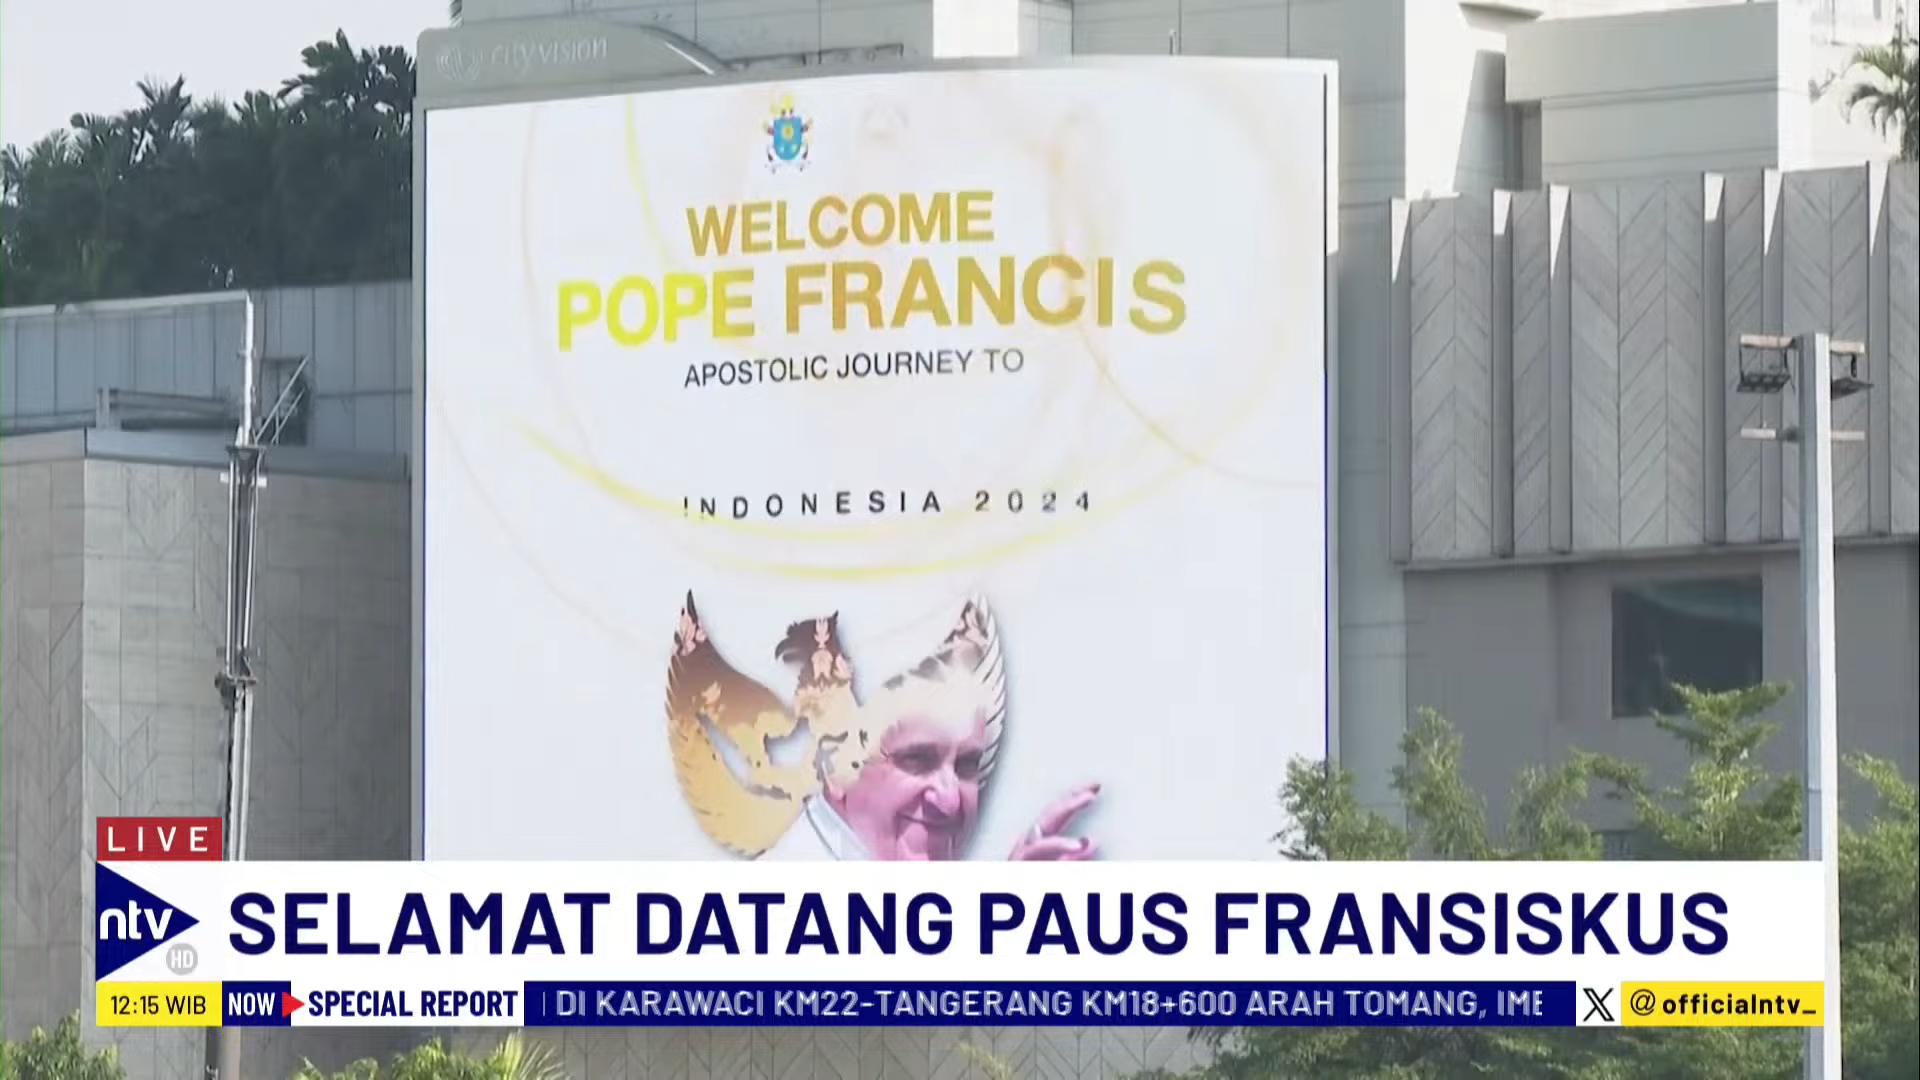 cityvision
WELCOME
POPE FRANCIS
APOSTOLIC JOURNEY TO
INDONESIA 2024
LIVE
ntv
HD
SELAMAT DATANG PAUS FRANSISKUS
12:15 WIB
NOW
SPECIAL REPORT
DI KARAWACI KM22-TANGERANG KM18+600 ARAH TOMANG,
X @officialntv_